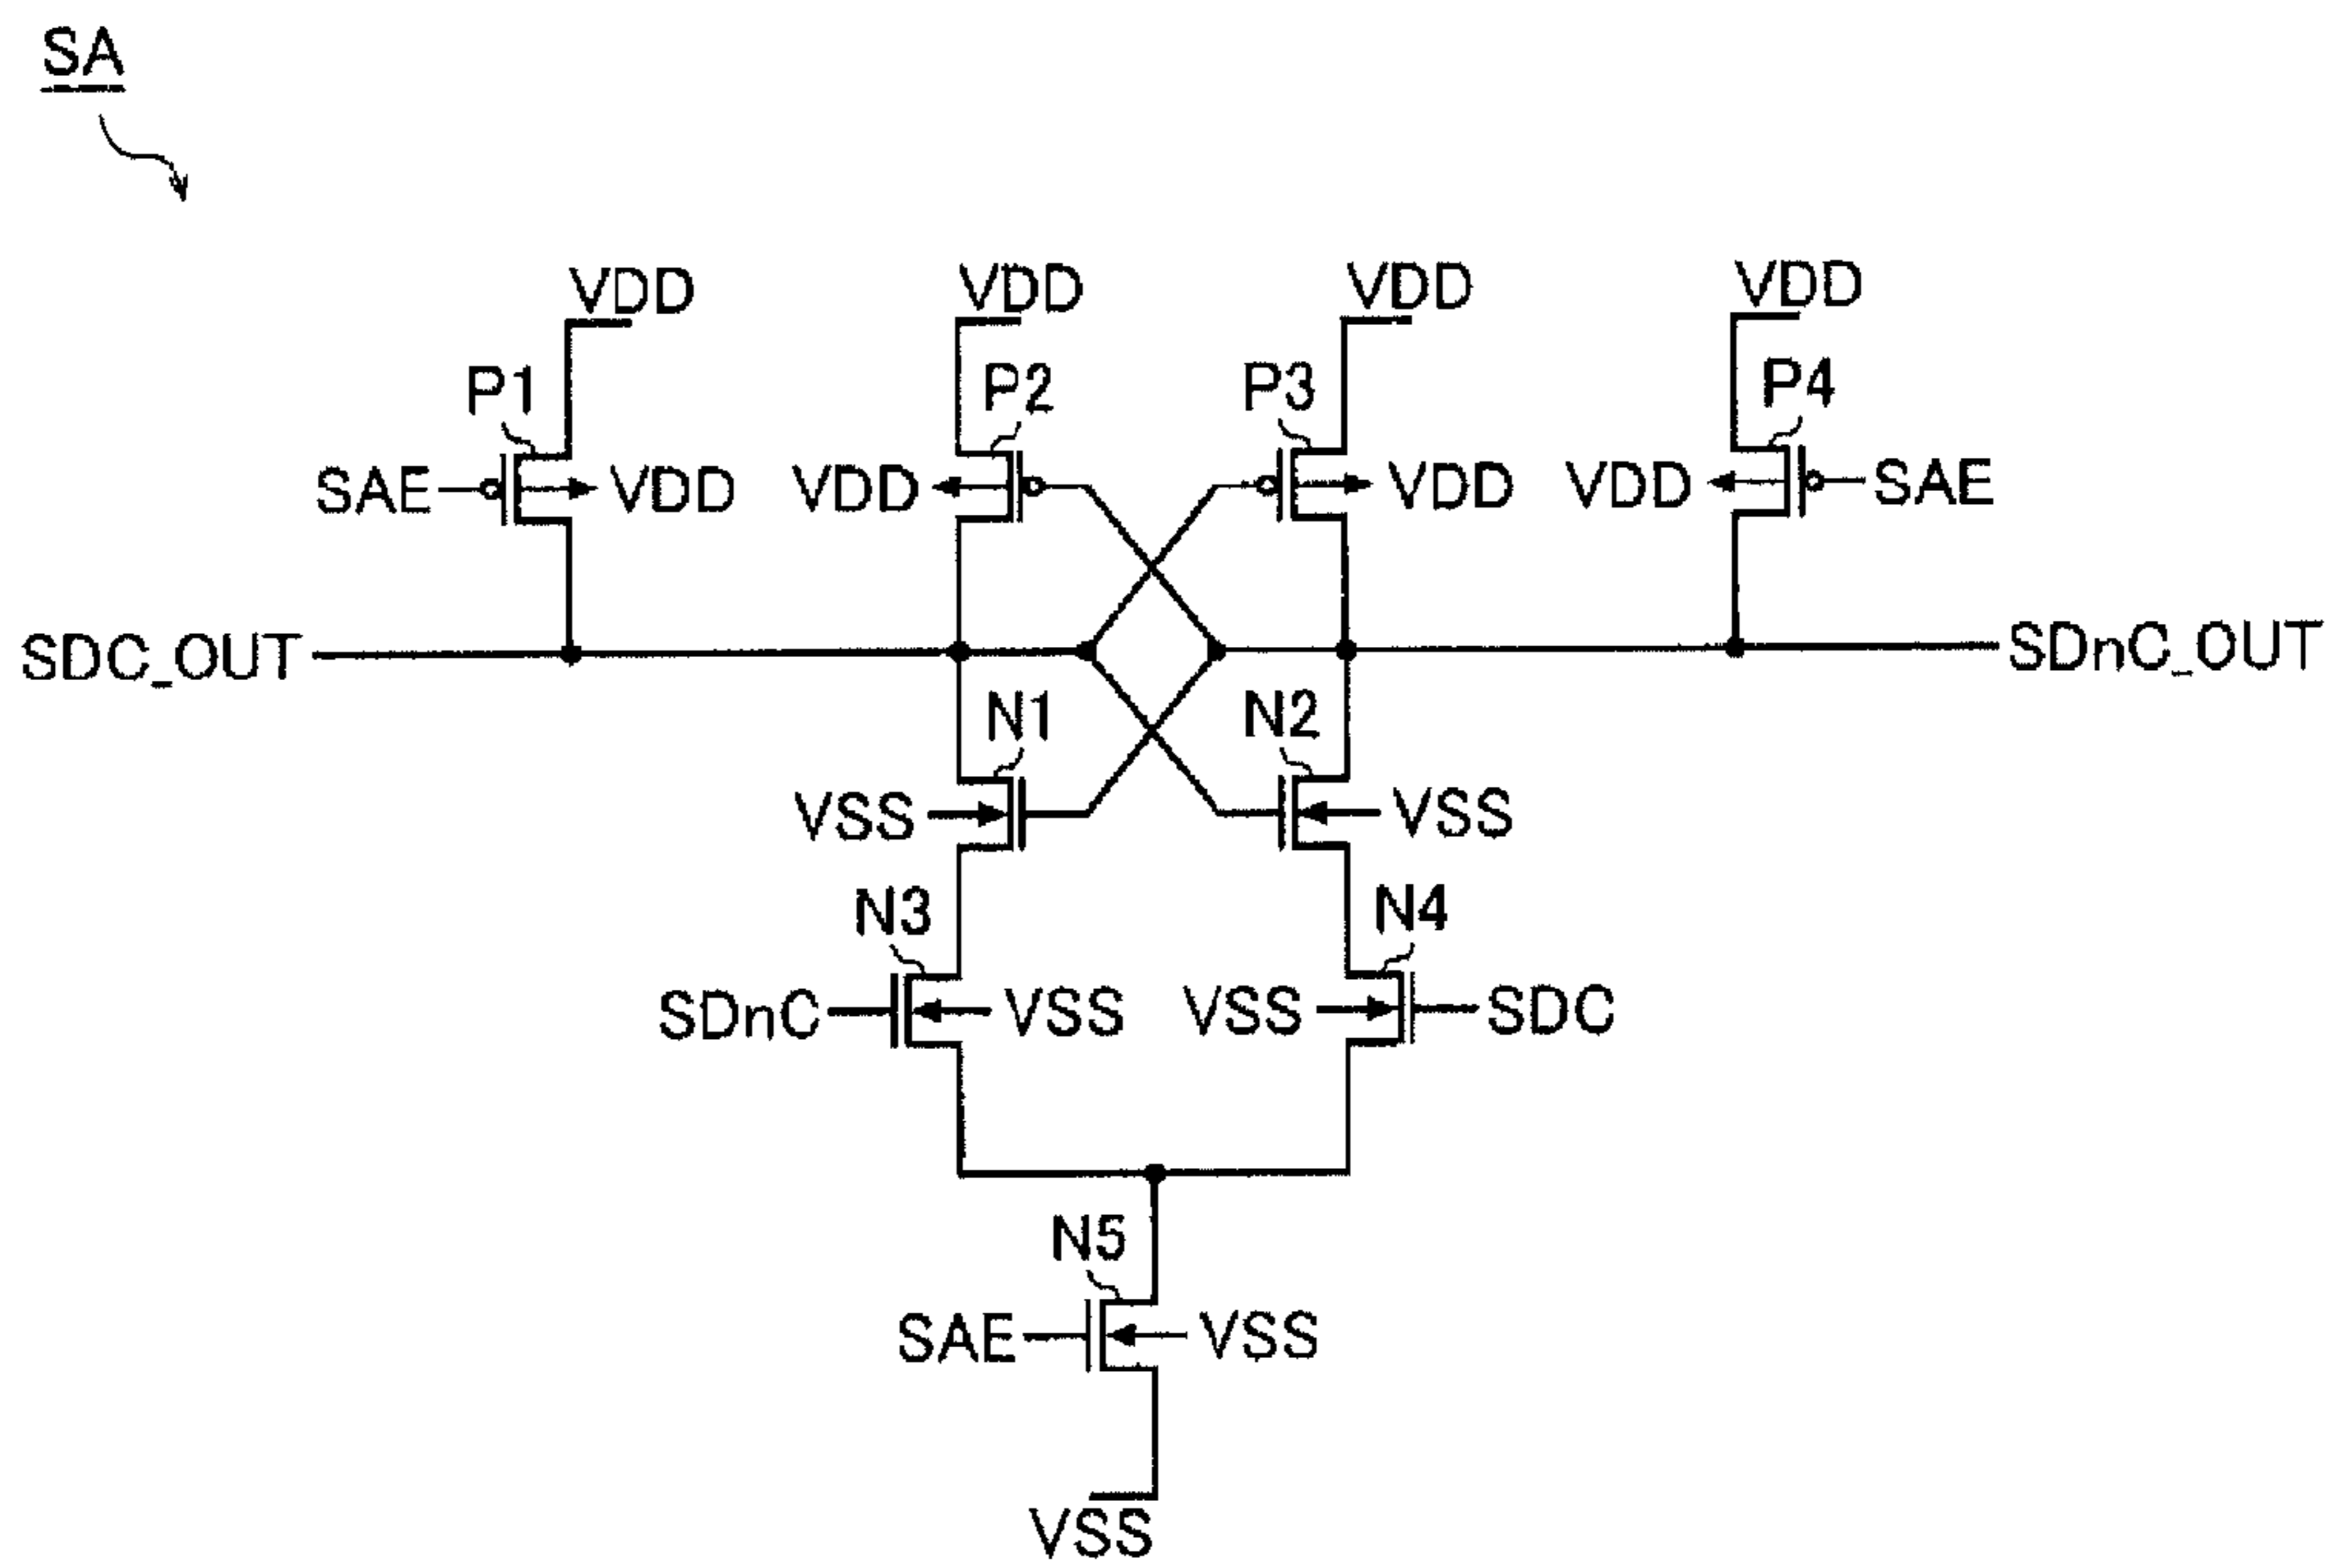 SA
VDD VDD VDD VDD
P1 P2 P3 P4
SAE VDD VDD VDD VDD SAE
SDC_OUT SDnC_OUT
N1 N2
VSS VSS
N3 N4
SDnC VSS VSS SDC
N5
SAE VSS
VSS